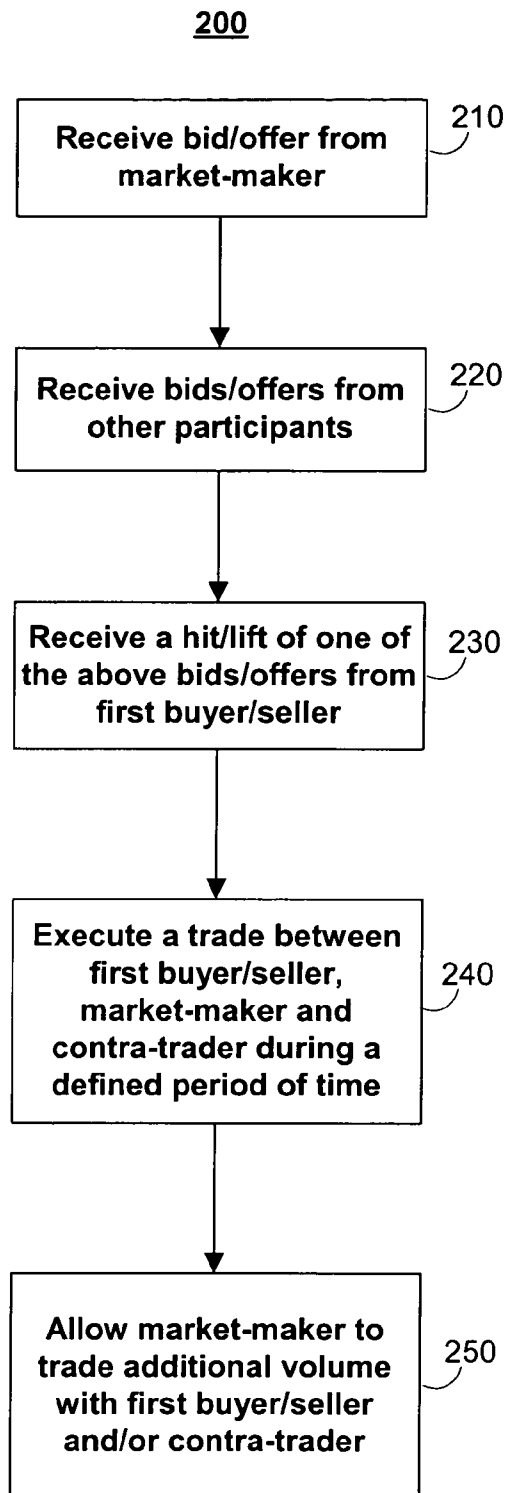 200
210
Receive bid/offer from
market-maker
220
Receive bids/offers from
other participants
230
Receive a hit/lift of one of
the above bids/offers from
first buyer/seller
240
Execute a trade between
first buyer/seller,
market-maker and
contra-trader during a
defined period of time
250
Allow market-maker to
trade additional volume
with first buyer/seller
and/or contra-trader